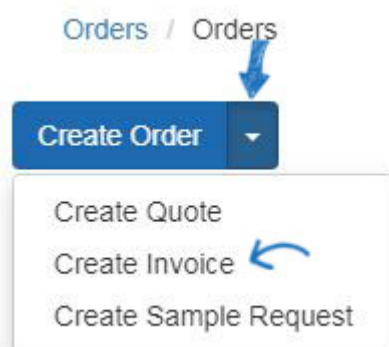 Orders / Orders
Create Order
Create Quote
Create Invoice
Create Sample Request